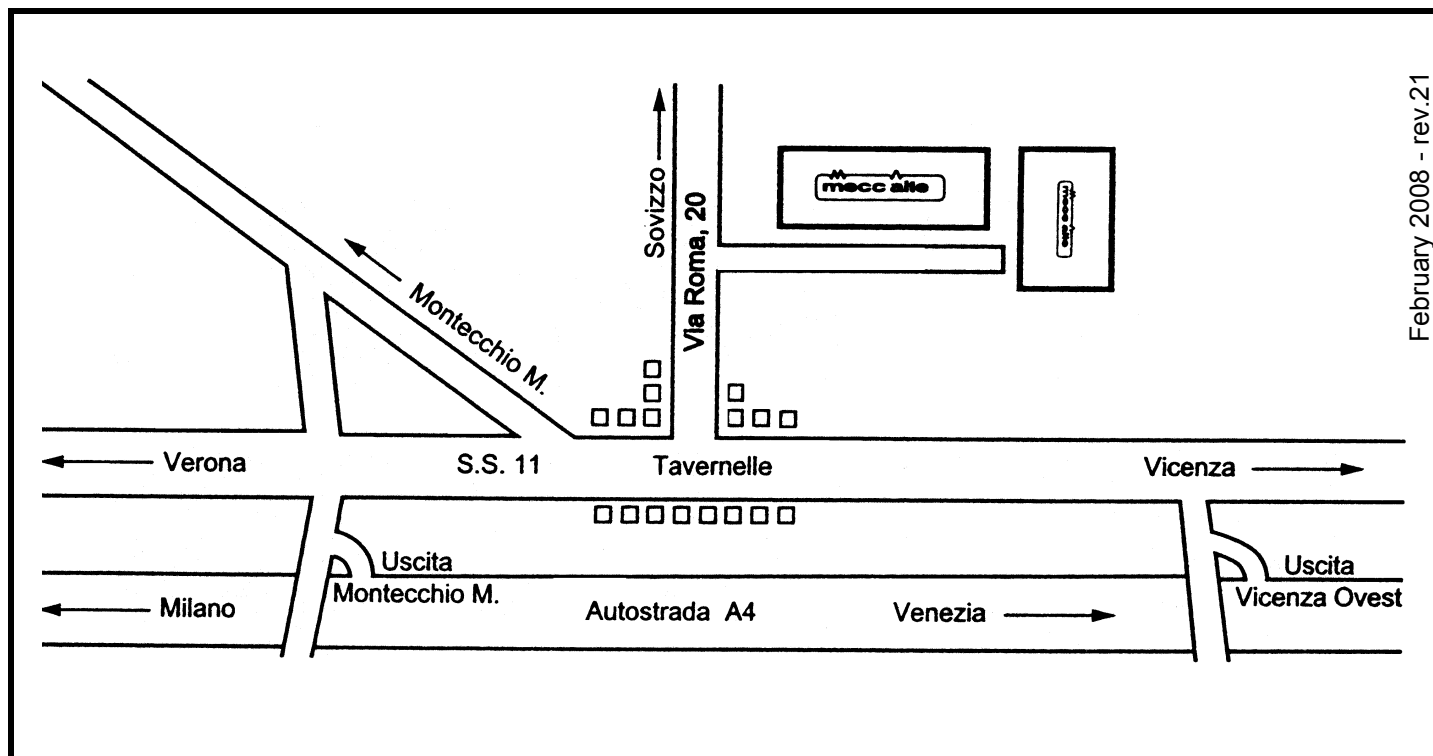 Sovizzo
Via Roma, 20
mecc alte
mecc alte
February 2008 - rev.21
Montecchio M.
Verona
S.S. 11
Tavernelle
Vicenza
Uscita
Montecchio M.
Uscita
Vicenza Ovest
Milano
Autostrada A4
Venezia